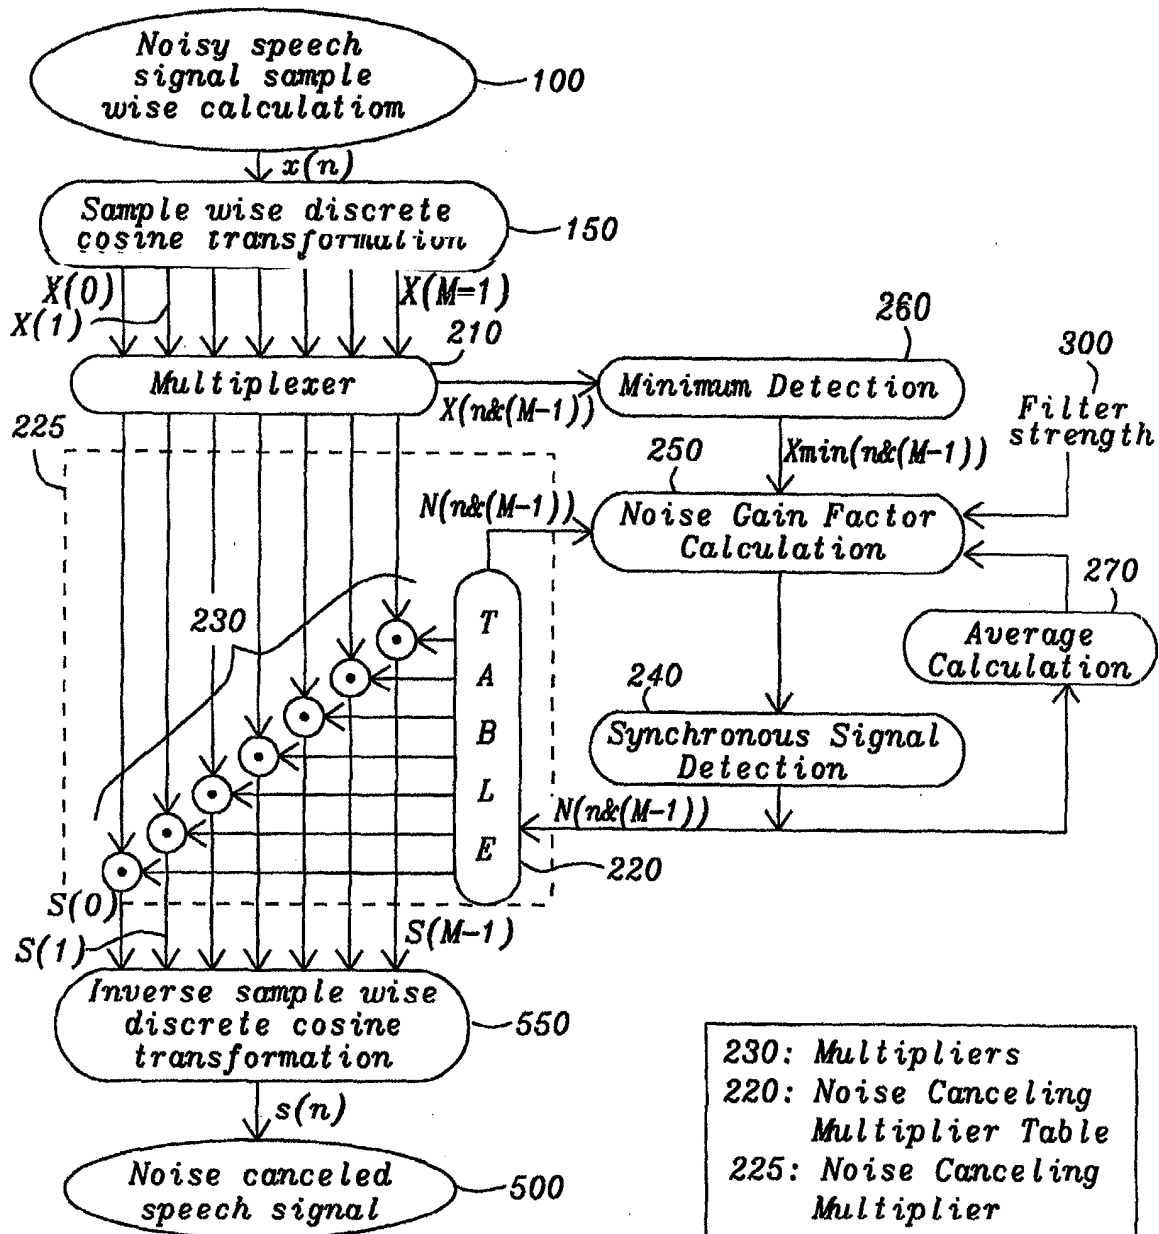 Noisy speech
signal sample
wise calculatiom
100
x(n)
Sample wise discrete
cosine transformation
150
X(0)
X(1)
X(M=1)
210
Multiplexer
X(n&(M-1))
260
Minimum Detection
300
Filter
strength
225
250
Xmin(n&(M-1))
N(n&(M-1))
Noise Gain Factor
Calculation
270
Average
Calculation
230
T
A
B
L
E
240
Synchronous Signal
Detection
N(n&(M-1))
220
S(0)
S(1)
S(M-1)
Inverse sample wise
discrete cosine
transformation
550
s(n)
Noise canceled
speech signal
500
230: Multipliers
220: Noise Canceling
Multiplier Table
225: Noise Canceling
Multiplier